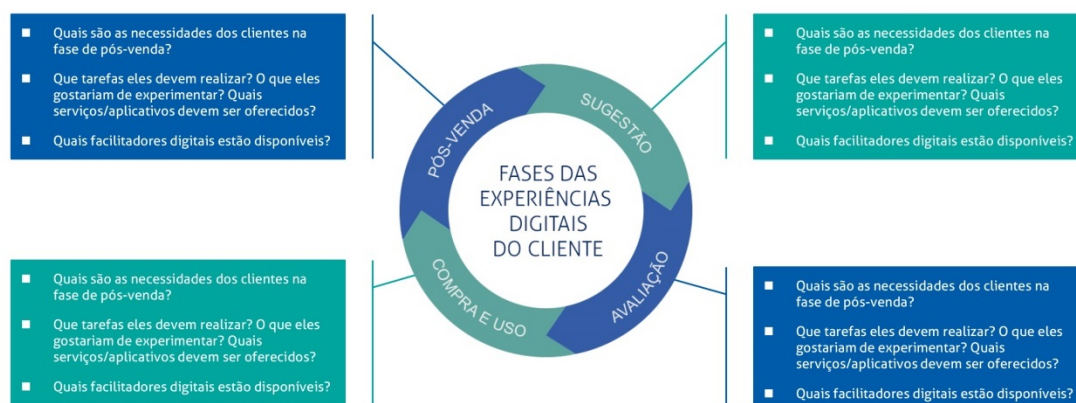 Quais são as necessidades dos clientes na
fase de pós-venda?
Que tarefas eles devem realizar? O que eles
gostariam de experimentar? Quais
serviços/aplicativos devem ser oferecidos?
Quais facilitadores digitais estão disponíveis?
Quais são as necessidades dos clientes na
fase de pós-venda?
Que tarefas eles devem realizar? O que eles
gostariam de experimentar? Quais
serviços/aplicativos devem ser oferecidos?
Quais facilitadores digitais estão disponíveis?
PÓS-VENDA
SUGESTÃO
FASES DAS
EXPERIÊNCIAS
DIGITAIS
DO CLIENTE
COMPRA E USO
AVALIAÇÃO
Quais são as necessidades dos clientes na
fase de pós-venda?
Que tarefas eles devem realizar? O que eles
gostariam de experimentar? Quais
serviços/aplicativos devem ser oferecidos?
Quais facilitadores digitais estão disponíveis?
Quais são as necessidades dos clientes na
fase de pós-venda?
Que tarefas eles devem realizar? O que eles
gostariam de experimentar? Quais
serviços/aplicativos devem ser oferecidos?
Quais facilitadores digitais estão disponíveis?